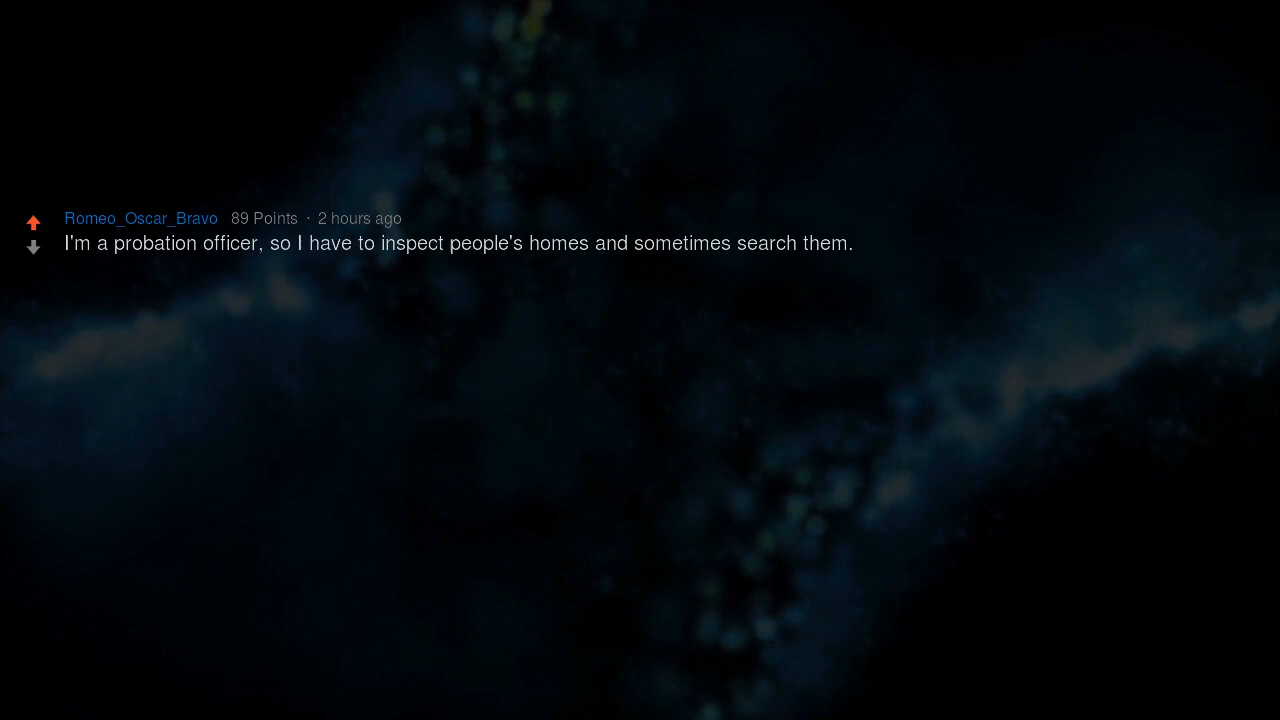 Romeo_Oscar_Bravo 89 Points · 2 hours ago
I'm a probation officer, so I have to inspect people's homes and sometimes search them.